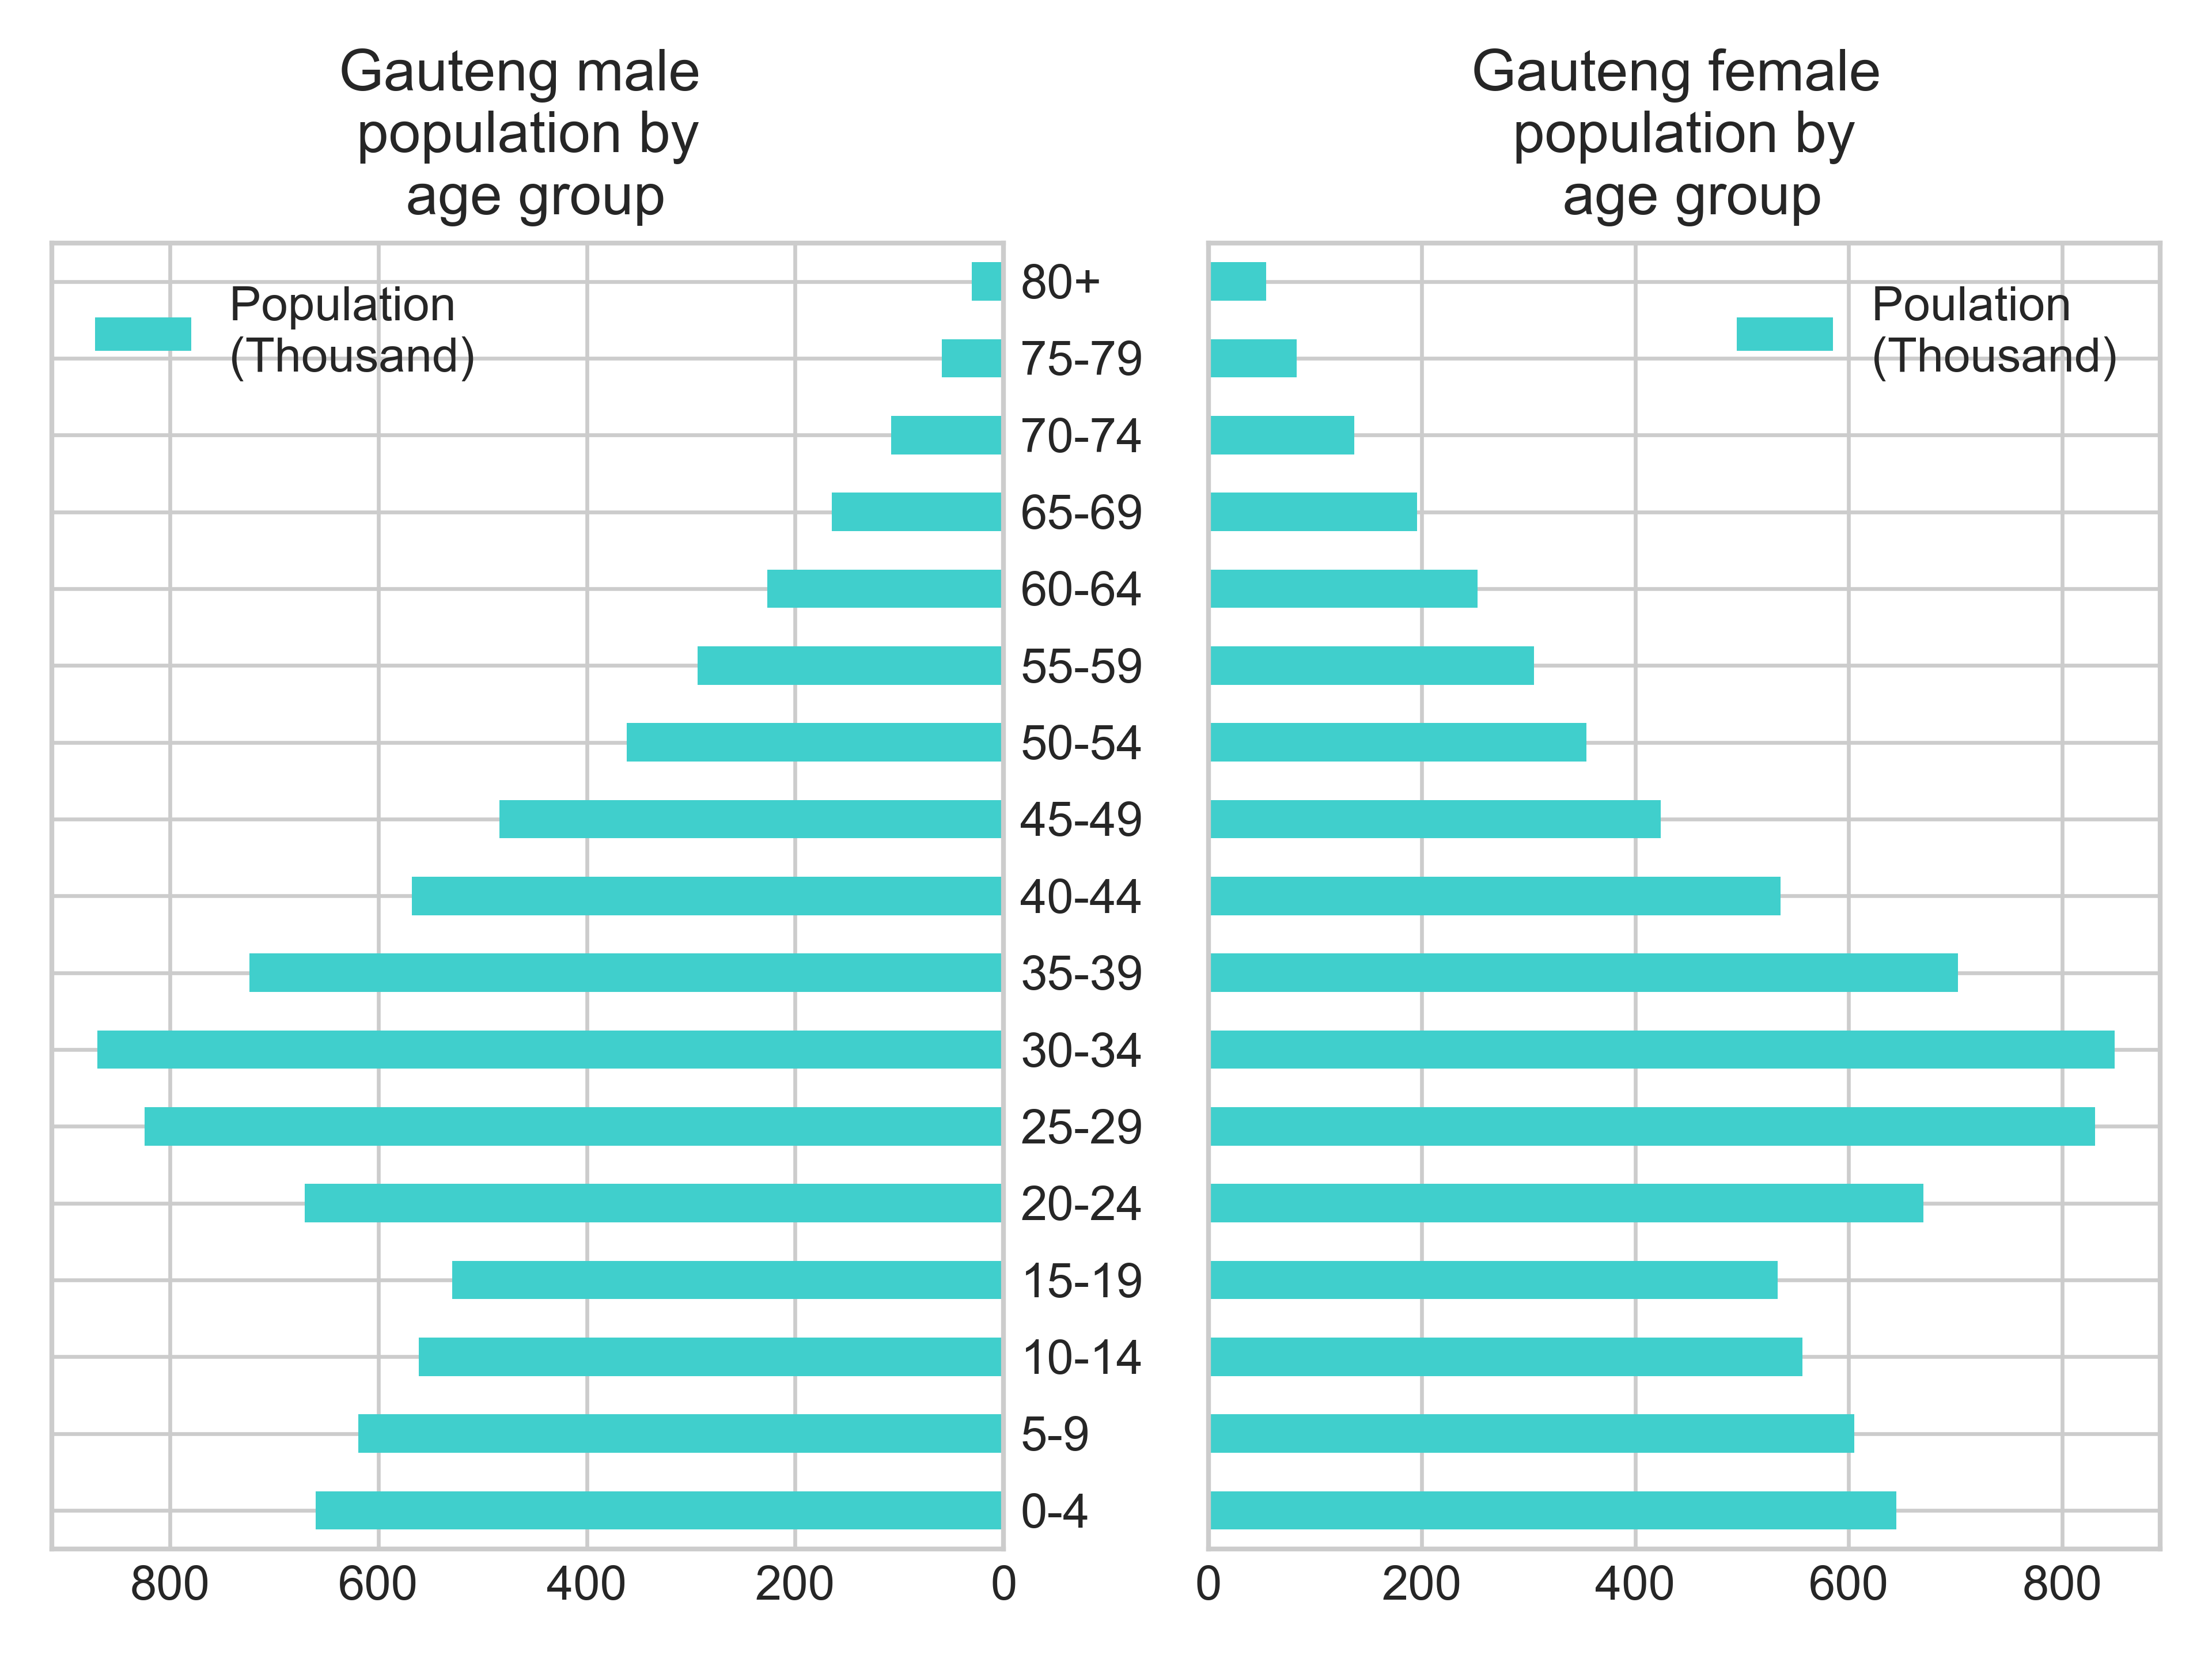 Gauteng male
population by
age group
Population
(Thousand)
800 600 400 200 0
80+
75-79
70-74
65-69
60-64
55-59
50-54
45-49
40-44
35-39
30-34
25-29
20-24
15-19
10-14
5-9
0-4
Gauteng female
population by
age group
Poulation
(Thousand)
0 200 400 600 800